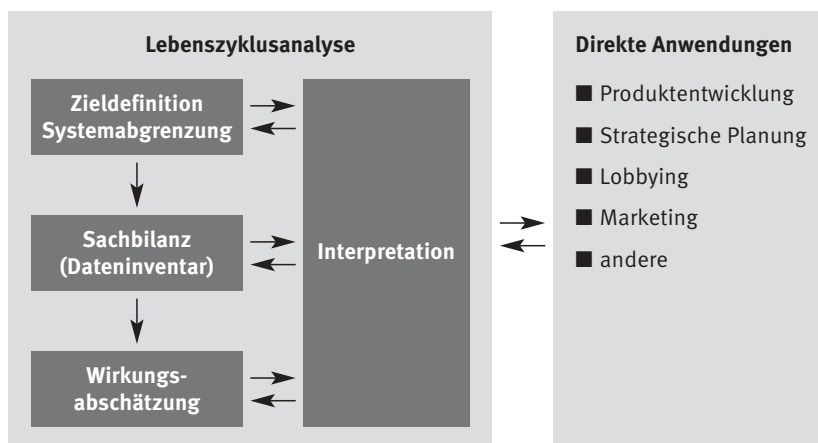 Lebenszyklusanalyse
Zieldefinition
Systemabgrenzung
Sachbilanz
(Dateninventar)
Wirkungs-
abschätzung
Interpretation
Direkte Anwendungen
■ Produktentwicklung
■ Strategische Planung
■ Lobbying
■ Marketing
■ andere